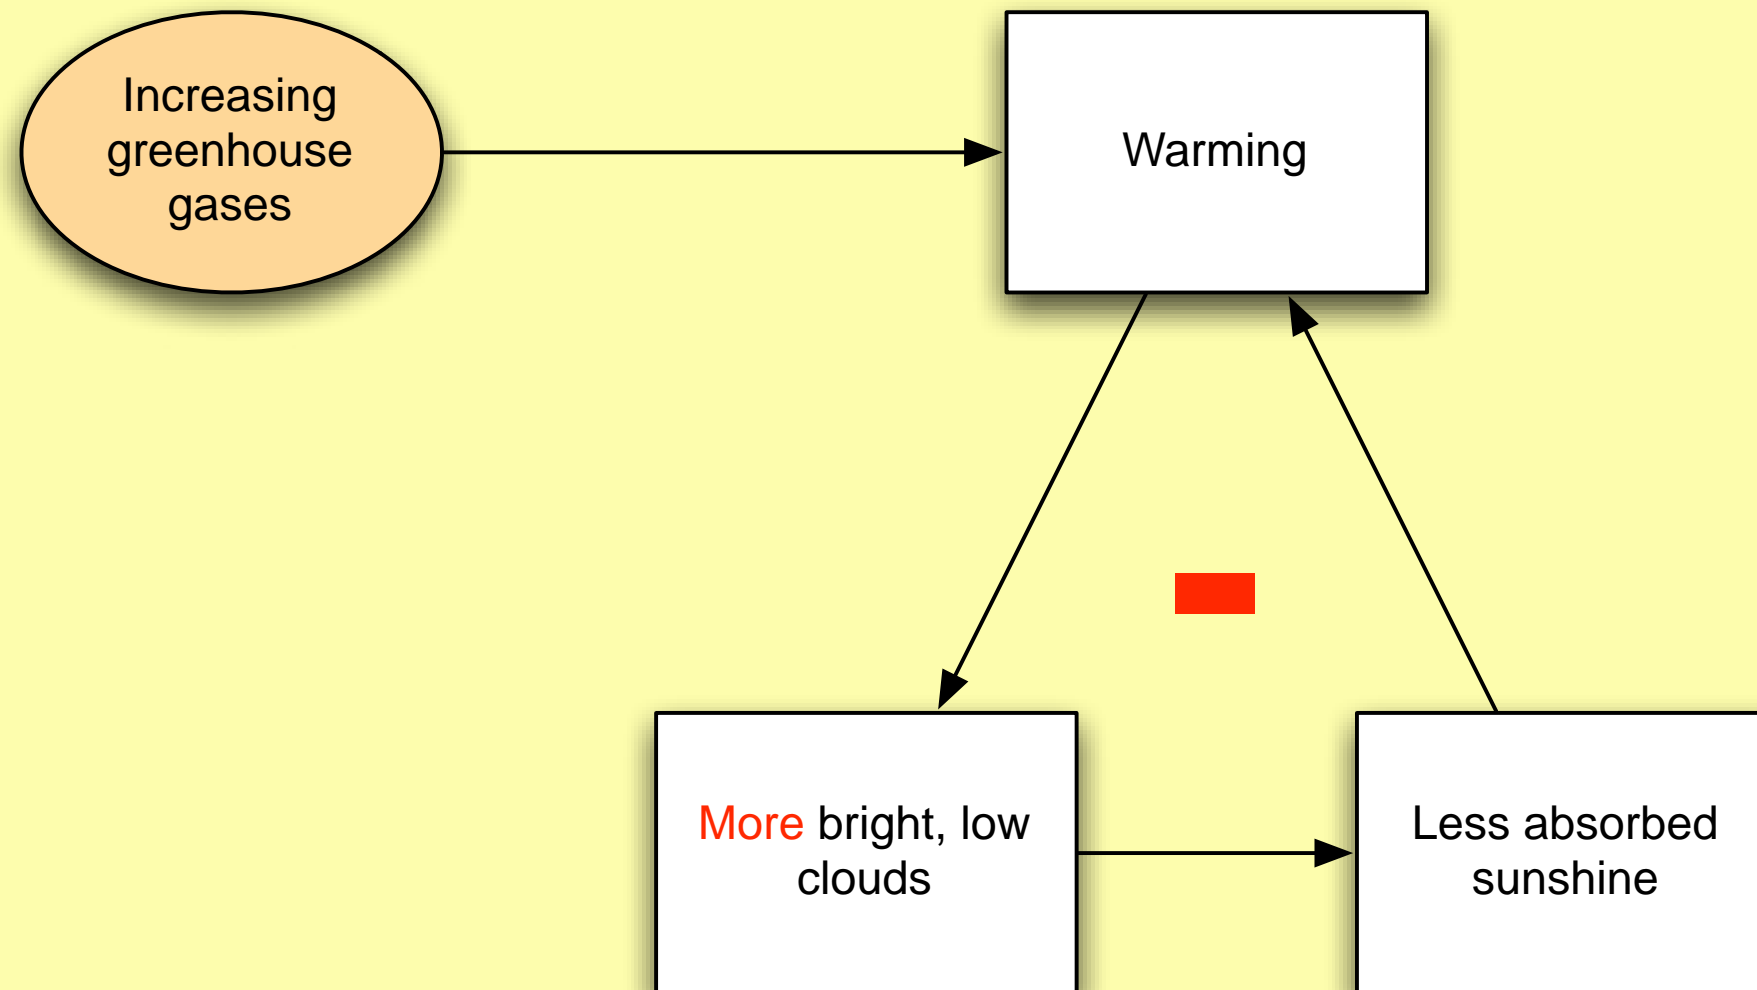 Increasing
greenhouse
gases
Warming
More bright, low
clouds
Less absorbed
sunshine